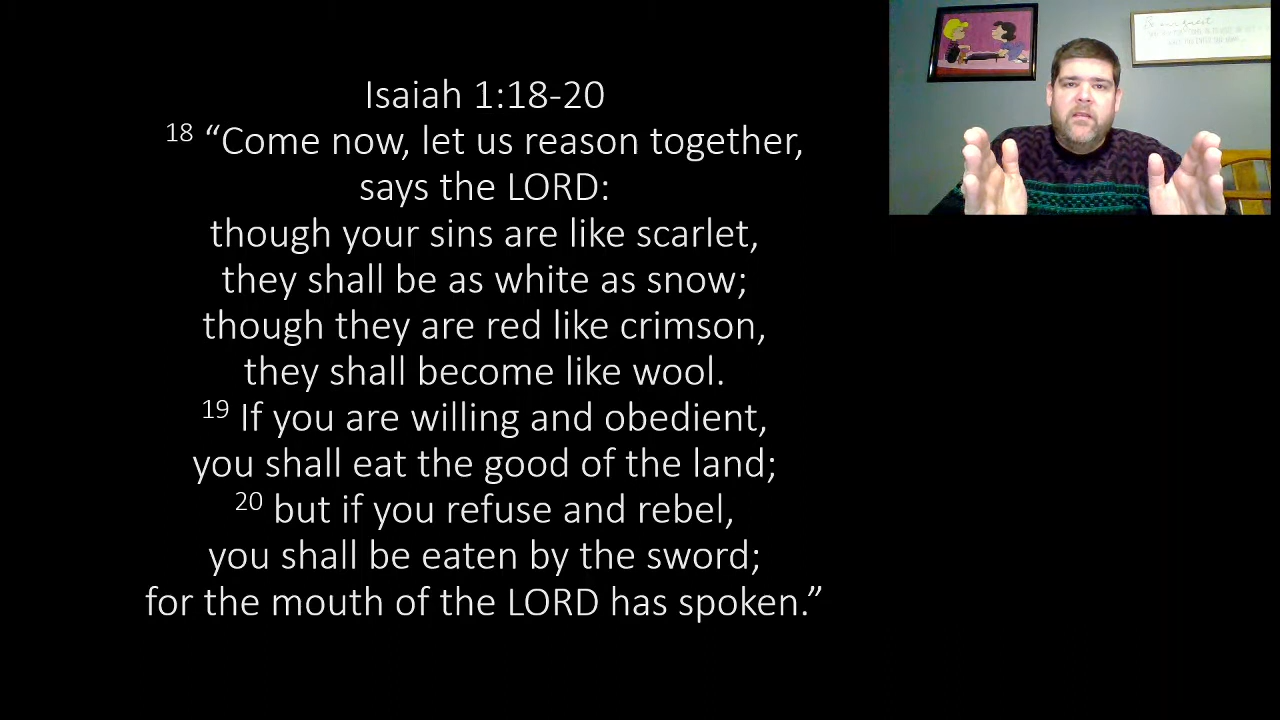 Isaiah 1:18-20
18 “Come now, let us reason together,
says the LORD:
though your sins are like scarlet,
they shall be as white as snow;
though they are red like crimson,
they shall become like wool.
19 If you are willing and obedient,
you shall eat the good of the land;
20 but if you refuse and rebel,
you shall be eaten by the sword;
for the mouth of the LORD has spoken.”